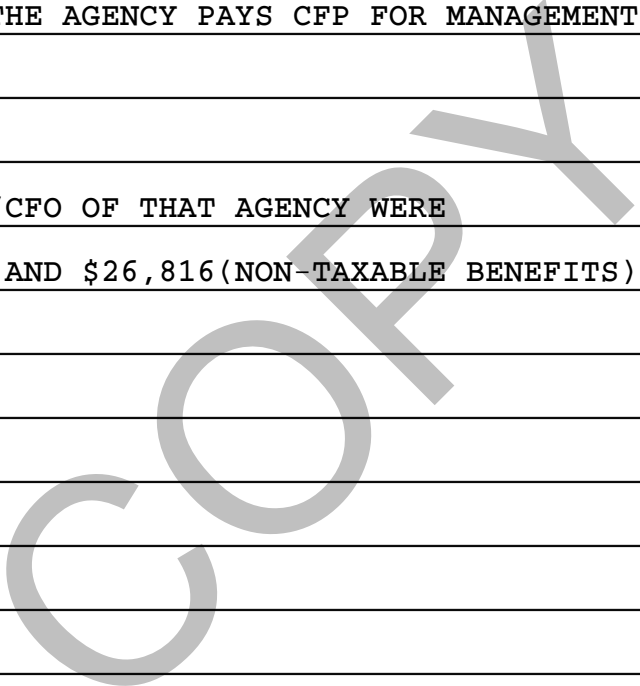 THE AGENCY PAYS CFP FOR MANAGEMENT
CFO OF THAT AGENCY WERE
AND $26,816(NON-TAXABLE BENEFITS)
COPY